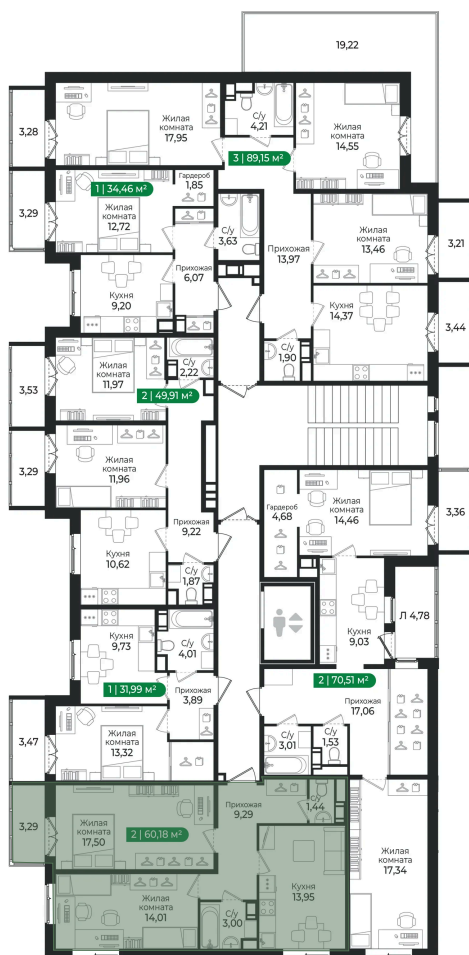 19,22
3,28
Жилая
комната
17,95
С/у
4,21
Жилая
комната
14,55
3 | 89,15 м²
1 | 34,46 м²
Гардероб
1,85
3,29
Жилая
комната
12,72
С/у
3,63
Прихожая
13,97
Жилая
комната
13,46
3,21
Кухня
9,20
Прихожая
6,07
Кухня
14,37
3,44
3,53
Жилая
комната
11,97
С/у
2,22
С/у
1,90
2 | 49,91 м²
3,29
Жилая
комната
11,96
Гардероб
4,68
Жилая
комната
14,46
3,36
Кухня
10,62
Прихожая
9,22
С/у
1,87
Кухня
9,73
С/у
4,01
Кухня
9,03
Л 4,78
1 | 31,99 м²
Прихожая
3,89
2 | 70,51 м²
Прихожая
17,06
3,47
Жилая
комната
13,32
С/у
3,01
С/у
1,53
3,29
Жилая
комната
17,50
2 | 60,18 м²
Прихожая
9,29
С/у
1,44
Жилая
комната
17,34
Жилая
комната
14,01
С/у
3,00
Кухня
13,95